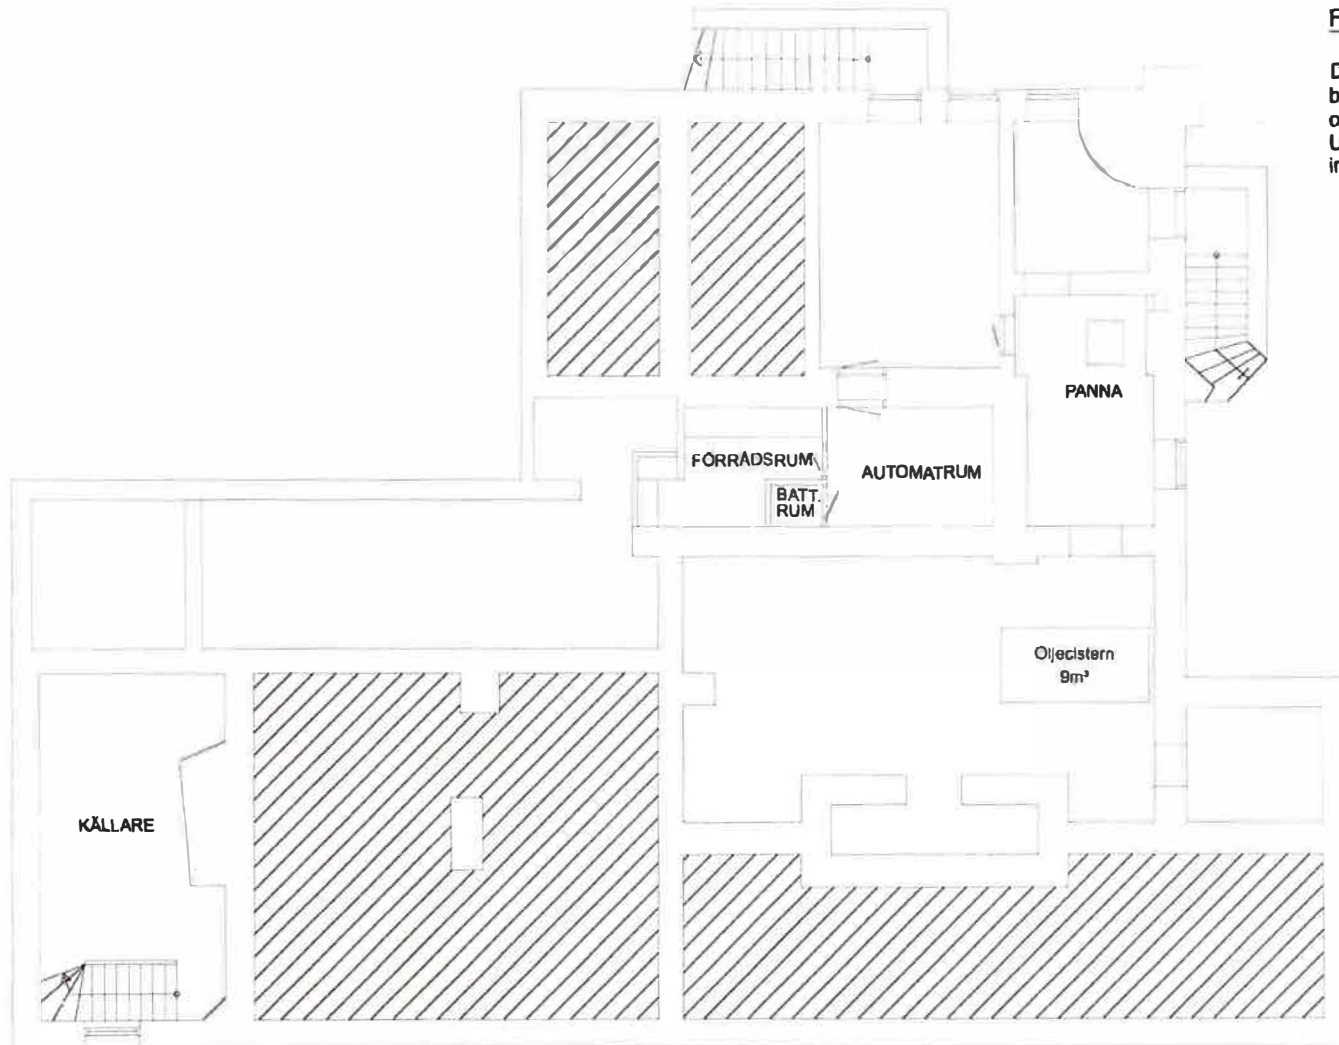 PANNA
FÖRRÅDSRUM
AUTOMATRUM
BATT.
RUM
Oljecistern
9m³
KÄLLARE